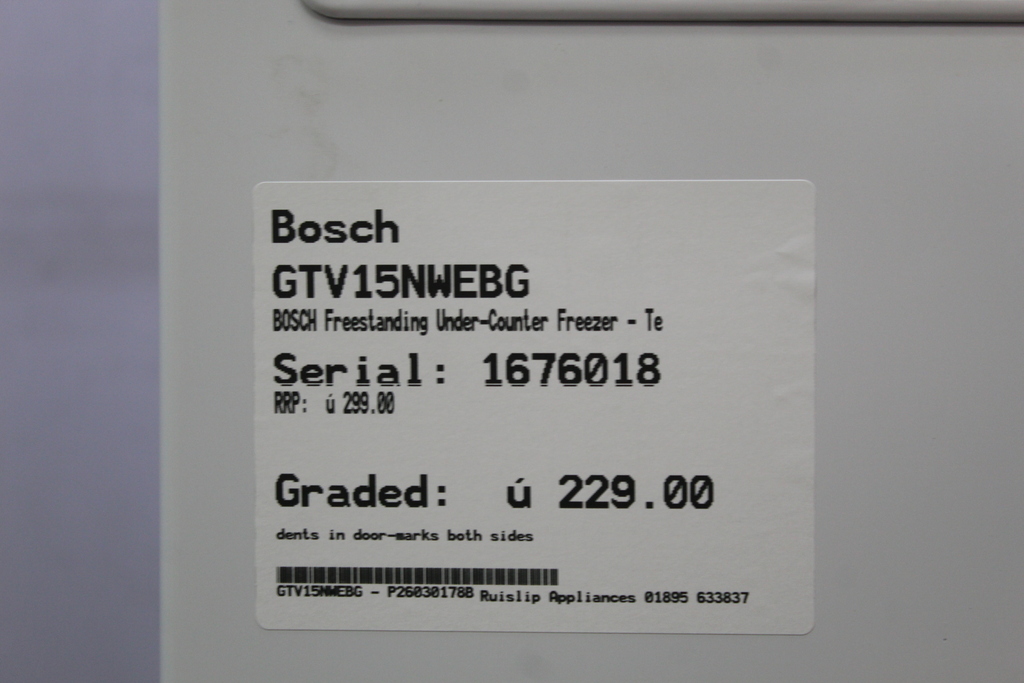 Bosch
GTV15NWEBG
BOSCH Freestanding Under-Counter Freezer - Te
Serial: 1676018
RRP: ú 299.00
Graded: ú 229.00
dents in door-marks both sides
GTV15NWEBG - P26030178B Ruislip Appliances 01895 633837